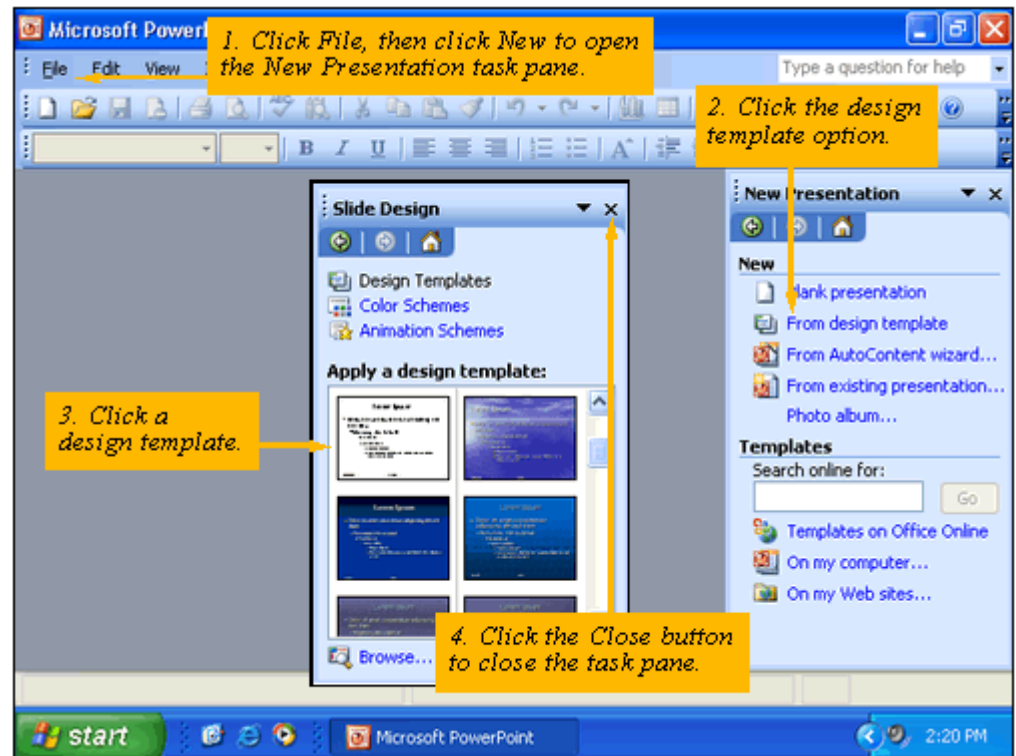 Microsoft Power
1. Click File, then click New to open
the New Presentation task pane.
File Edit View
Type a question for help
2. Click the design
template option.
B I U
Slide Design
New Presentation
New
Design Templates
Color Schemes
Animation Schemes
Blank presentation
From design template
From AutoContent wizard...
From existing presentation...
Photo album...
Apply a design template:
3. Click a
design template.
Templates
Search online for:
Go
Templates on Office Online
On my computer...
On my Web sites...
4. Click the Close button
to close the task pane.
Browse...
start
Microsoft PowerPoint
2:20 PM